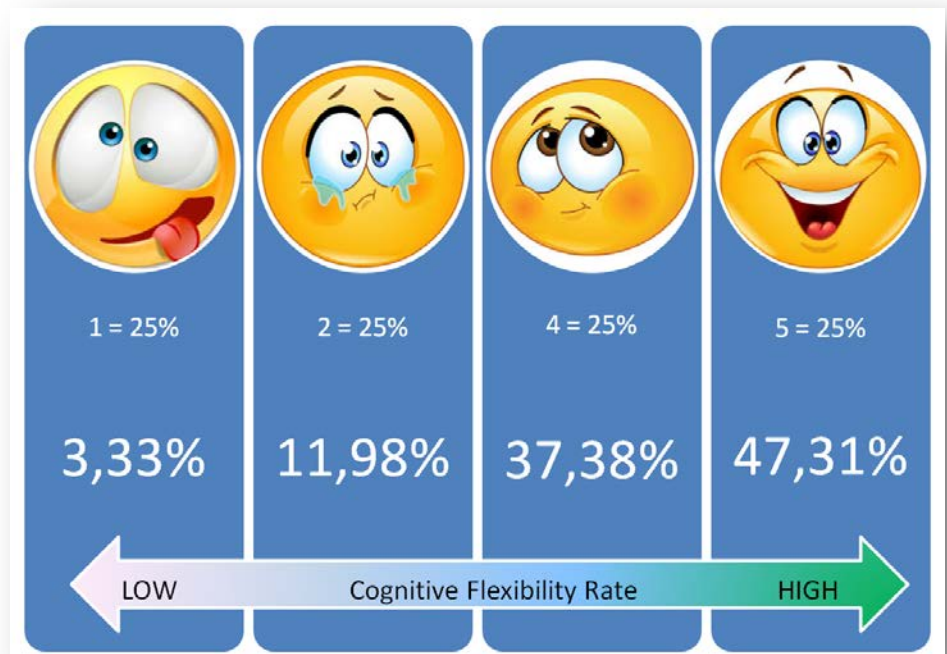 1 = 25%
2 = 25%
4 = 25%
5 = 25%
3,33%
11,98%
37,38%
47,31%
LOW
Cognitive Flexibility Rate
HIGH